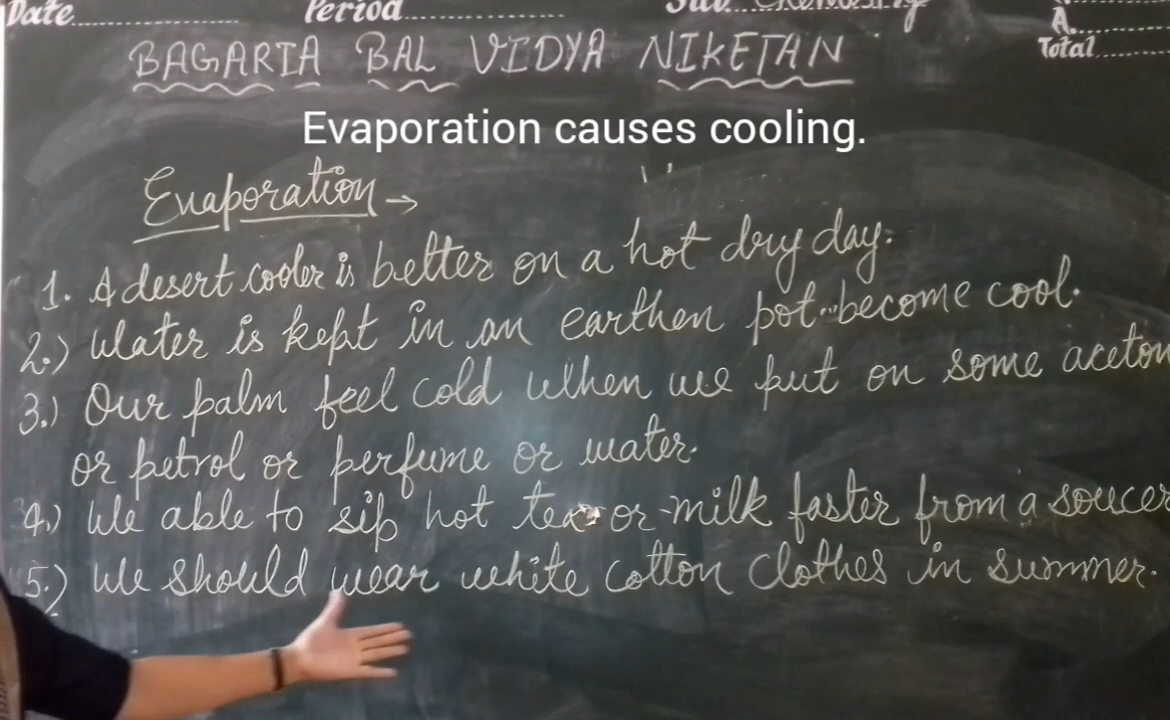 Date Period Sub. Chemistry
A.
Total
BAGARIA BAL VIDYA NIKETAN
Evaporation causes cooling.
Evaporation →
1. A desert cooler is better on a hot dry day.
2.) Water is kept in an earthen pot become cool.
3.) Our palm feel cold when we put on some aceton
or petrol or perfume or water.
4.) We able to sip hot tea or milk faster from a soucer
5.) We should wear white cotton clothes in summer.